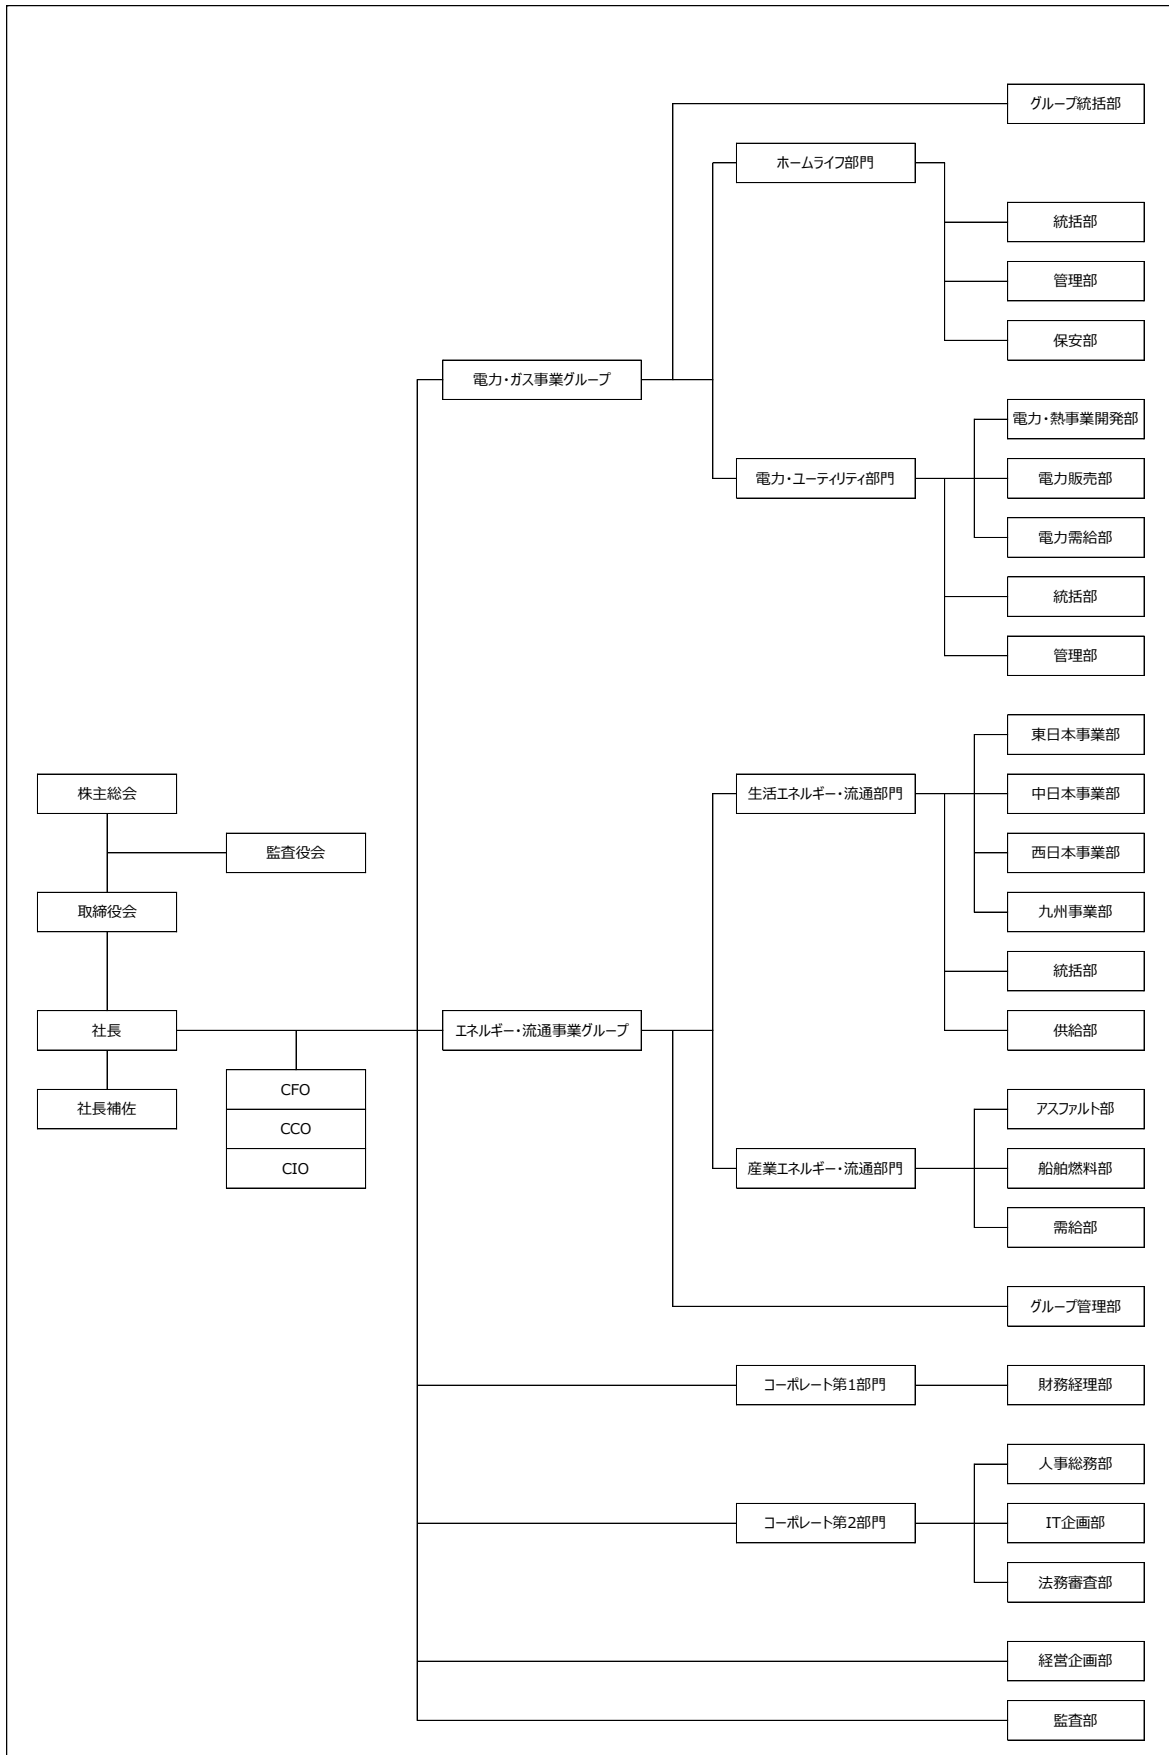 グループ統括部
ホームライフ部門
統括部
管理部
保安部
電力・ガス事業グループ
電力・熱事業開発部
電力・ユーティリティ部門
電力販売部
電力需給部
統括部
管理部
東日本事業部
株主総会
生活エネルギー・流通部門
中日本事業部
監査役会
西日本事業部
取締役会
九州事業部
統括部
社長
エネルギー・流通事業グループ
供給部
CFO
社長補佐
アスファルト部
CCO
CIO
産業エネルギー・流通部門
船舶燃料部
需給部
グループ管理部
コーポレート第1部門
財務経理部
人事総務部
コーポレート第2部門
IT企画部
法務審査部
経営企画部
監査部